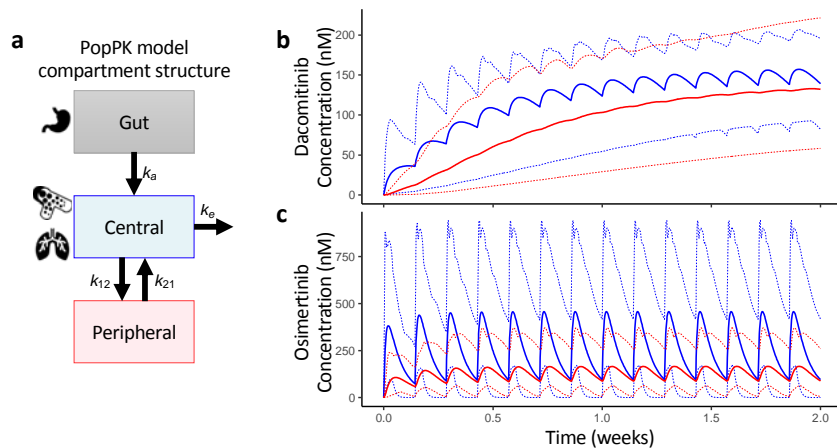 a
PopPK model
compartment structure
Gut
ka
Central
ke
k12
k21
Peripheral
b
Dacomitinib
Concentration (nM)
200
150
100
50
0
c
Osimertinib
Concentration (nM)
750
500
250
0
0.0
0.5
1.0
1.5
2.0
Time (weeks)